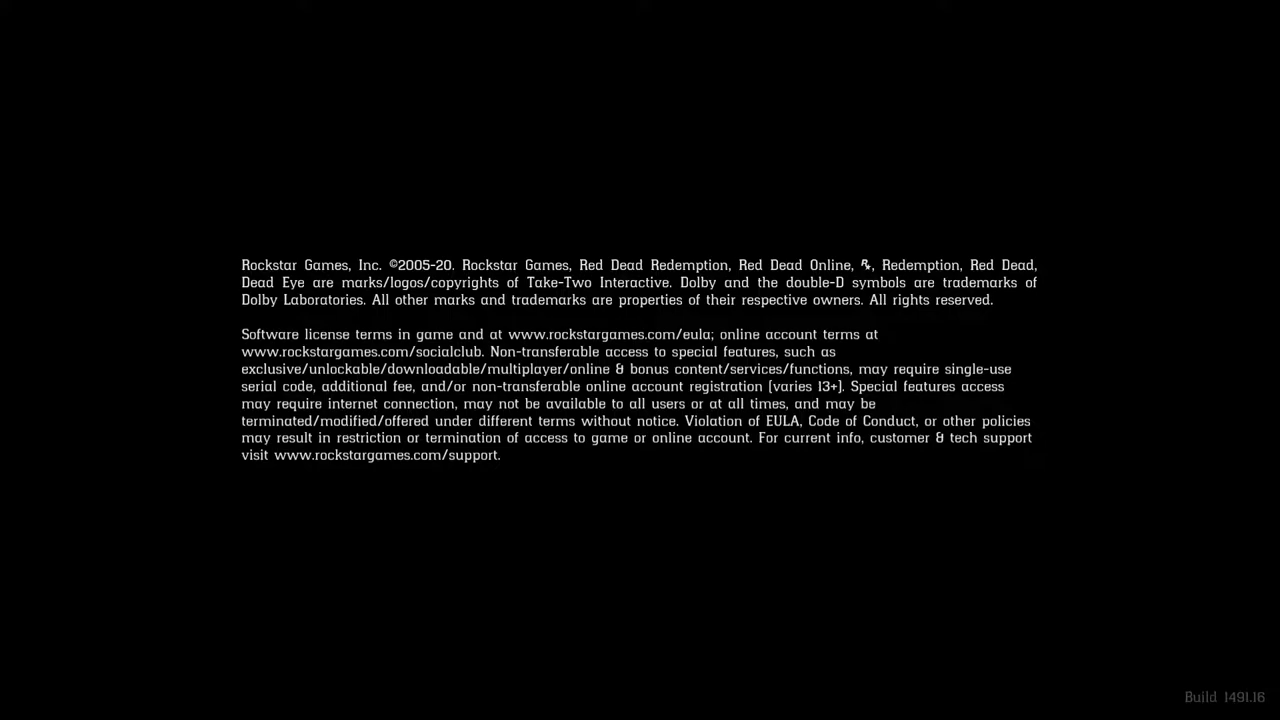 Rockstar Games, Inc. ©2005-20. Rockstar Games, Red Dead Redemption, Red Dead Online, R*, Redemption, Red Dead,
Dead Eye are marks/logos/copyrights of Take-Two Interactive. Dolby and the double-D symbols are trademarks of
Dolby Laboratories. All other marks and trademarks are properties of their respective owners. All rights reserved.
Software license terms in game and at www.rockstargames.com/eula; online account terms at
www.rockstargames.com/socialclub. Non-transferable access to special features, such as
exclusive/unlockable/downloadable/multiplayer/online & bonus content/services/functions, may require single-use
serial code, additional fee, and/or non-transferable online account registration (varies 13+). Special features access
may require internet connection, may not be available to all users or at all times, and may be
terminated/modified/offered under different terms without notice. Violation of EULA, Code of Conduct, or other policies
may result in restriction or termination of access to game or online account. For current info, customer & tech support
visit www.rockstargames.com/support.
Build 1491.16